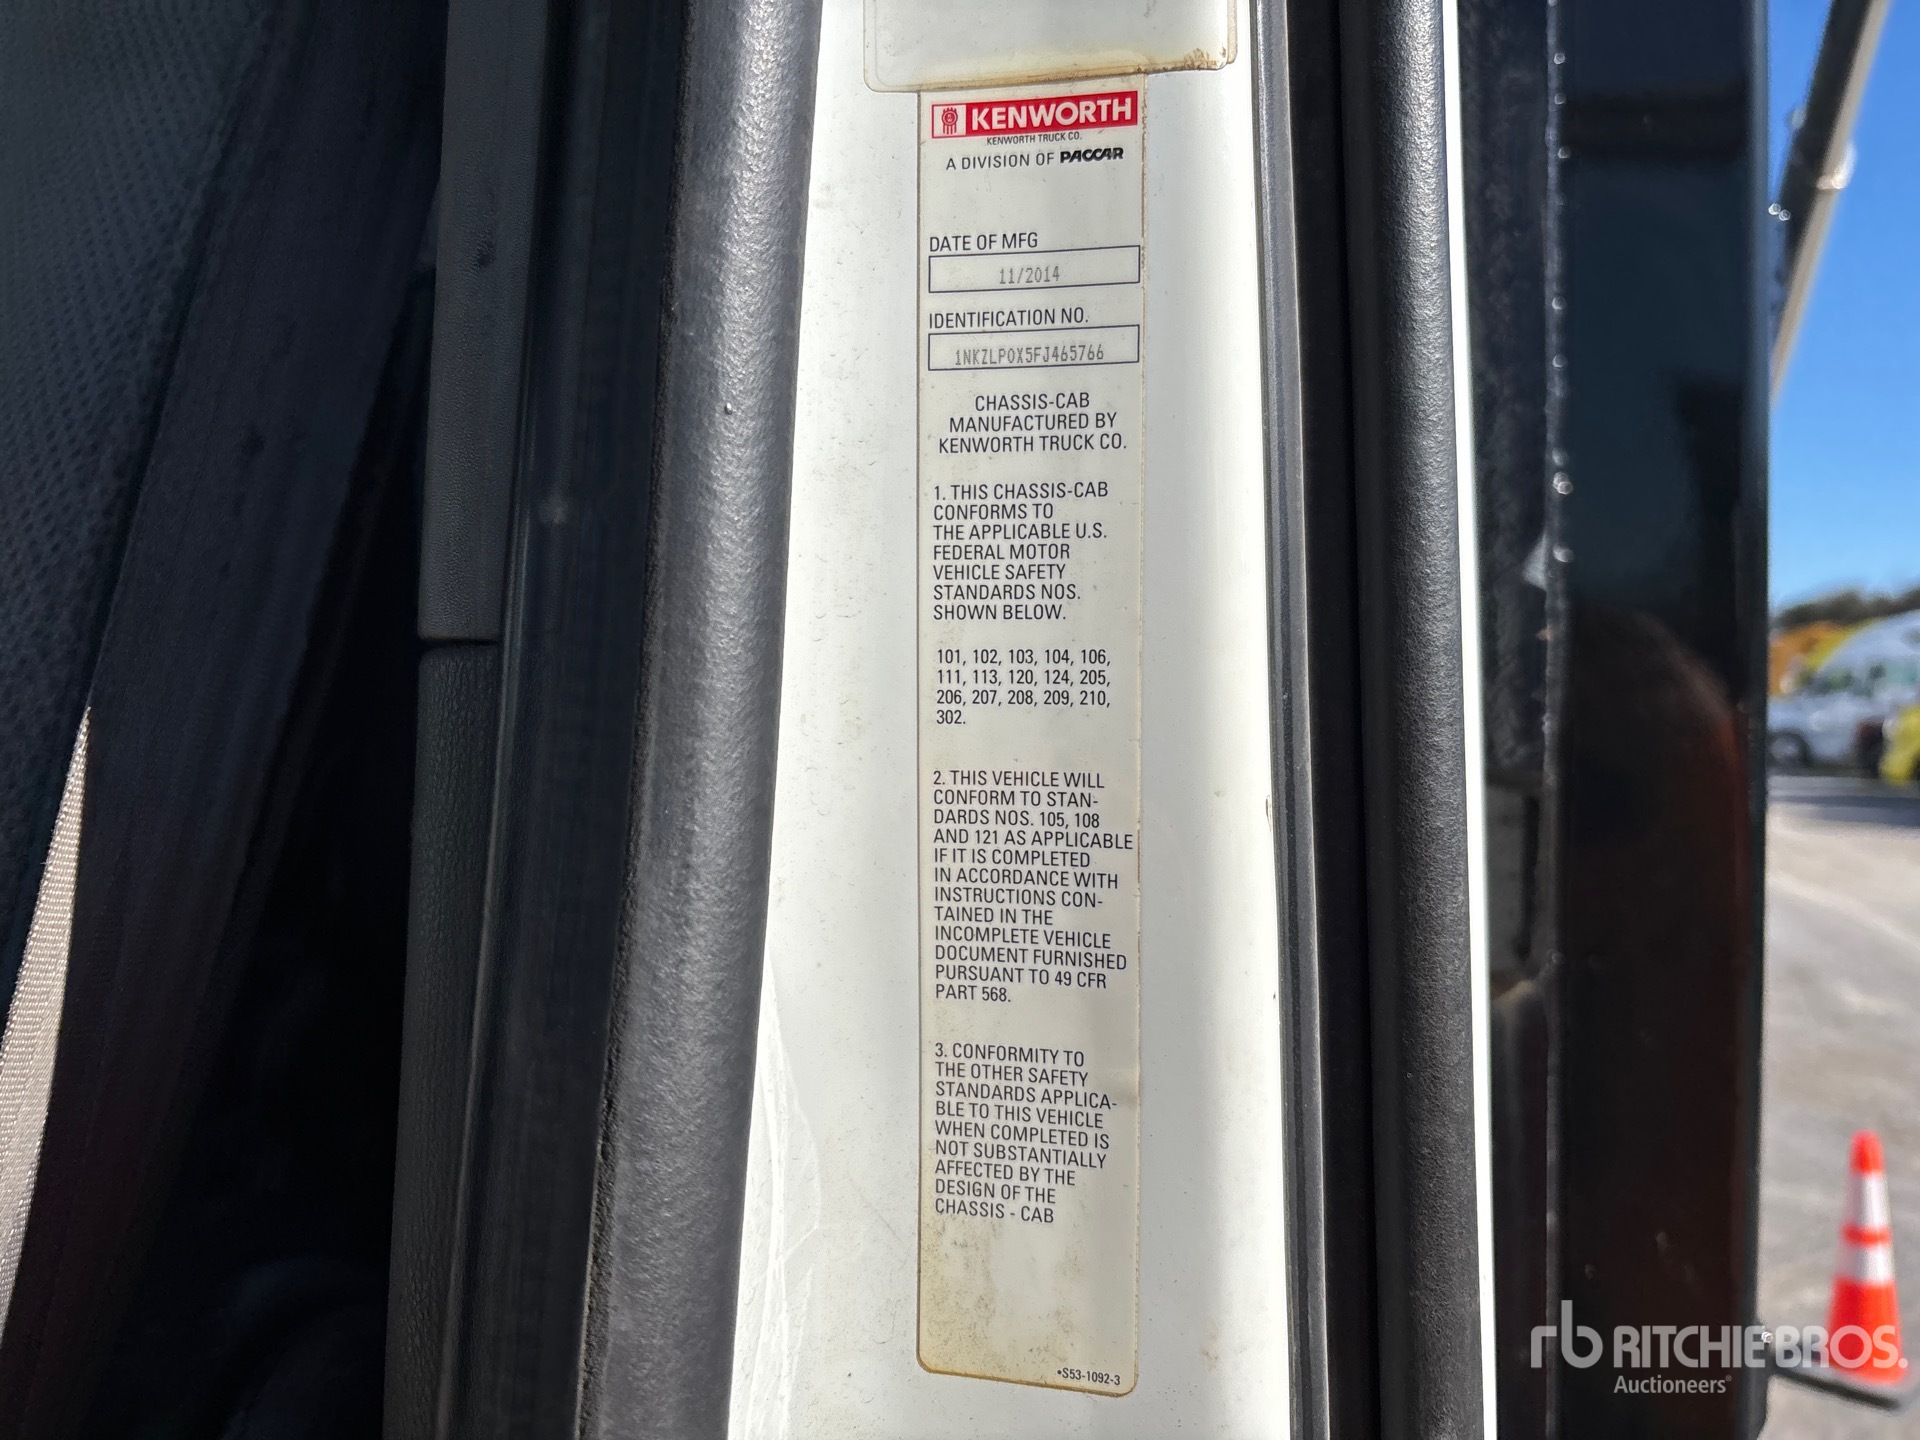 KENWORTH
KENWORTH TRUCK CO.
A DIVISION OF PACCAR
DATE OF MFG
11/2014
IDENTIFICATION NO.
1NKZLP0X5FJ465766
CHASSIS-CAB
MANUFACTURED BY
KENWORTH TRUCK CO.
1. THIS CHASSIS-CAB
CONFORMS TO
THE APPLICABLE U.S.
FEDERAL MOTOR
VEHICLE SAFETY
STANDARDS NOS.
SHOWN BELOW.
101, 102, 103, 104, 106,
111, 113, 120, 124, 205,
206, 207, 208, 209, 210,
302.
2. THIS VEHICLE WILL
CONFORM TO STAN-
DARDS NOS. 105, 108
AND 121 AS APPLICABLE
IF IT IS COMPLETED
IN ACCORDANCE WITH
INSTRUCTIONS CON-
TAINED IN THE
INCOMPLETE VEHICLE
DOCUMENT FURNISHED
PURSUANT TO 49 CFR
PART 568.
3. CONFORMITY TO
THE OTHER SAFETY
STANDARDS APPLICA-
BLE TO THIS VEHICLE
WHEN COMPLETED IS
NOT SUBSTANTIALLY
AFFECTED BY THE
DESIGN OF THE
CHASSIS - CAB
•S53-1092-3
rb RITCHIE BROS.
Auctioneers®